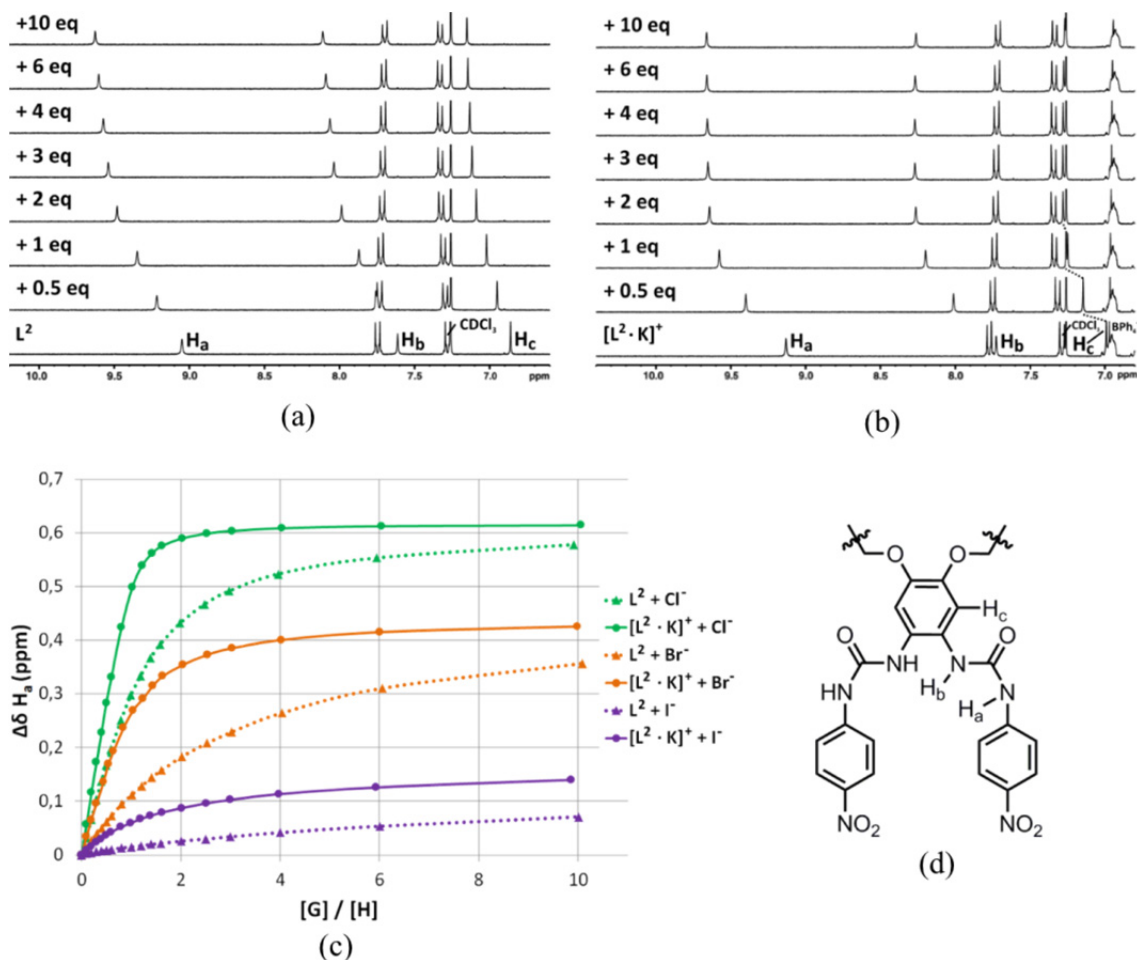 +10 eq
+ 6 eq
+ 4 eq
+ 3 eq
+ 2 eq
+ 1 eq
+ 0.5 eq
L² Hₐ H_b CDCl₃ H_c
10.0 9.5 9.0 8.5 8.0 7.5 7.0 ppm
(a)
+ 10 eq
+ 6 eq
+ 4 eq
+ 3 eq
+ 2 eq
+ 1 eq
+ 0.5 eq
[L² · K]⁺ Hₐ H_b CDCl₃ H_c BPh₄⁻
10.0 9.5 9.0 8.5 8.0 7.5 7.0 ppm
(b)
Δδ Hₐ (ppm)
0,7
0,6
0,5
0,4
0,3
0,2
0,1
0
0 2 4 6 8 10
[G] / [H]
L² + Cl⁻
[L² · K]⁺ + Cl⁻
L² + Br⁻
[L² · K]⁺ + Br⁻
L² + I⁻
[L² · K]⁺ + I⁻
(c)
O O
H_c
O O
NH N
HN H_b N
Hₐ
NO₂ NO₂
(d)